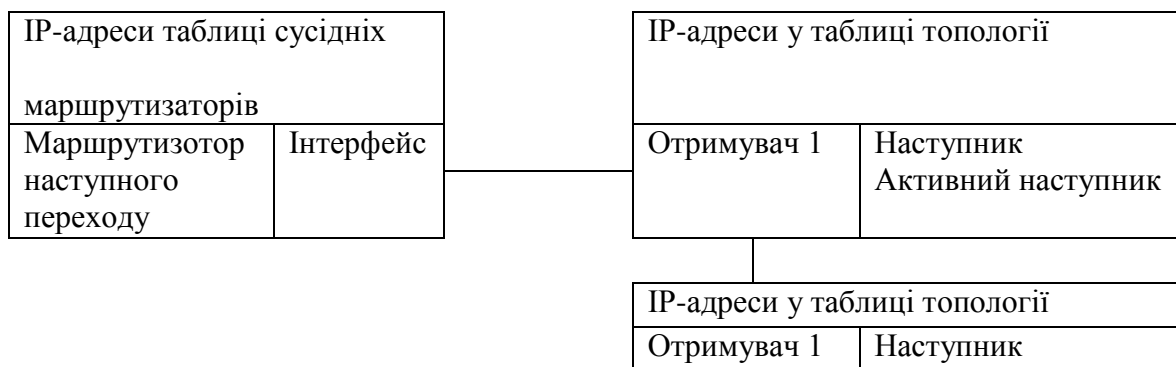 IP-адреси таблиці сусідніх
маршрутизаторів
Маршрутизотор
наступного
переходу
Інтерфейс
IP-адреси у таблиці топології
Отримувач 1
Наступник
Активний наступник
IP-адреси у таблиці топології
Отримувач 1
Наступник